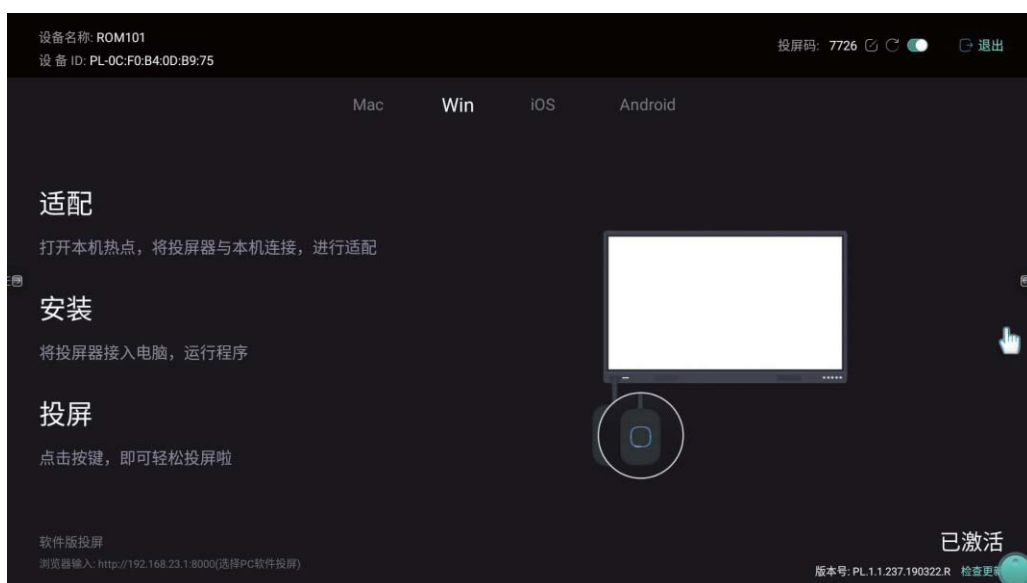 设备名称: ROM101
投屏码: 7726
退出
设 备 ID: PL-0C:F0:B4:0D:B9:75
Mac Win iOS Android
适配
打开本机热点，将投屏器与本机连接，进行适配
安装
将投屏器接入电脑，运行程序
投屏
点击按键，即可轻松投屏啦
软件版投屏
浏览器输入: http://192.168.23.1:8000(选择PC软件投屏)
已激活
版本号: PL.1.1.237.190322.R 检查更新